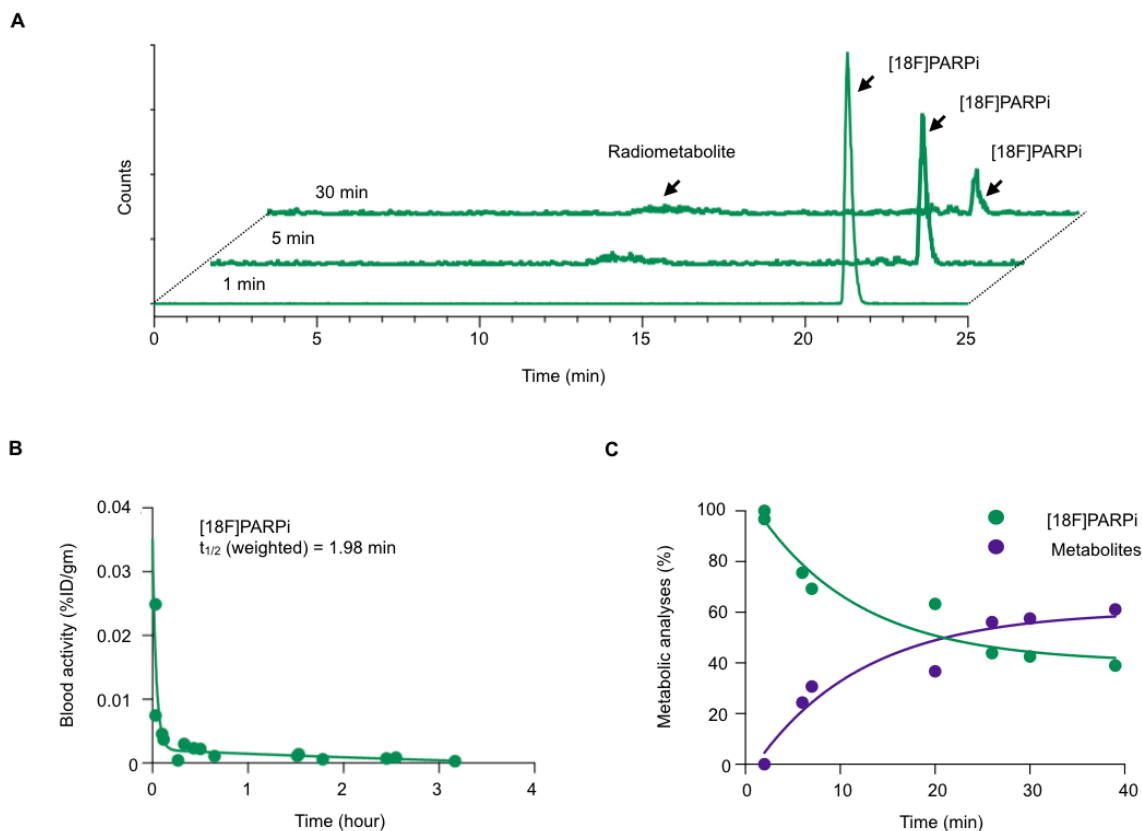 A
[18F]PARPi
[18F]PARPi
[18F]PARPi
Radiometabolite
30 min
5 min
1 min
Counts
0
5
10
15
20
25
Time (min)
B
0.04
0.03
0.02
0.01
0
[18F]PARPi
t1/2 (weighted) = 1.98 min
Blood activity (%ID/gm)
0
1
2
3
4
Time (hour)
C
100
80
60
40
20
0
[18F]PARPi
Metabolites
Metabolic analyses (%)
0
10
20
30
40
Time (min)